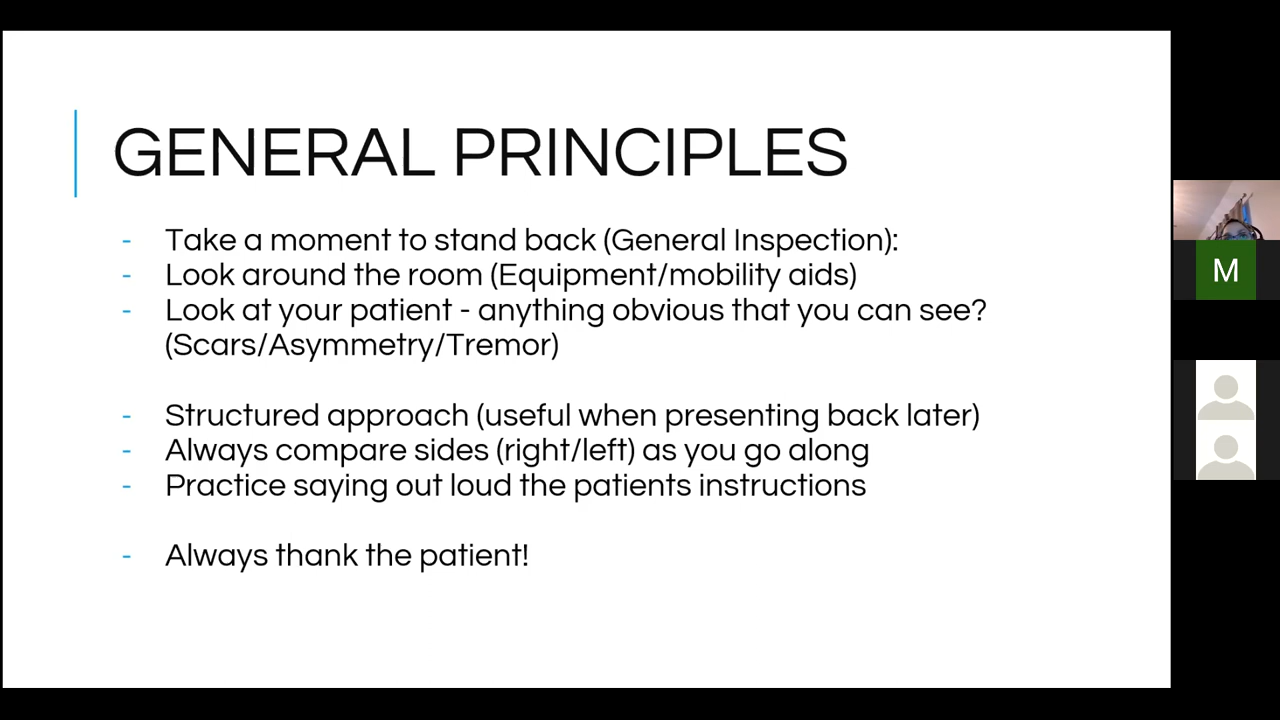 GENERAL PRINCIPLES
- Take a moment to stand back (General Inspection):
- Look around the room (Equipment/mobility aids)
- Look at your patient - anything obvious that you can see?
(Scars/Asymmetry/Tremor)
- Structured approach (useful when presenting back later)
- Always compare sides (right/left) as you go along
- Practice saying out loud the patients instructions
- Always thank the patient!
M